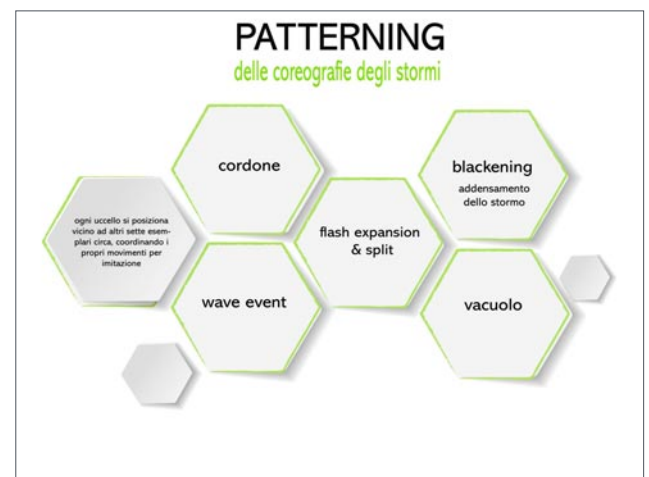 PATTERNING
delle coreografie degli stormi
cordone
blackening
addensamento
dello stormo
ogni uccello si posiziona
vicino ad altri sette esem-
plari circa, coordinando i
propri movimenti per
imitazione
flash expansion
& split
wave event
vacuolo